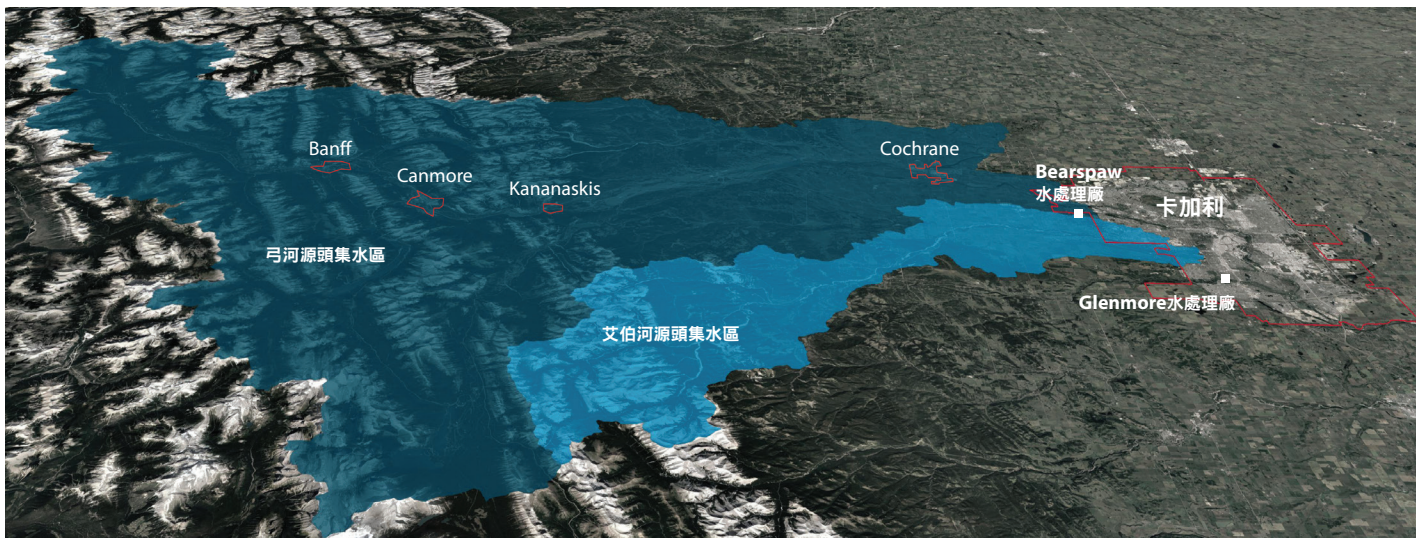 Banff
Canmore
Kananaskis
Cochrane
Bearspaw
水處理廠
卡加利
弓河源頭集水區
艾伯河源頭集水區
Glenmore水處理廠